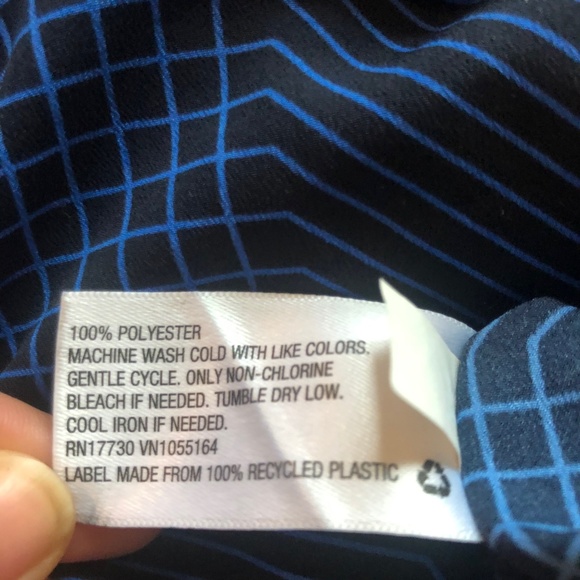 100% POLYESTER
MACHINE WASH COLD WITH LIKE COLORS.
GENTLE CYCLE. ONLY NON-CHLORINE
BLEACH IF NEEDED. TUMBLE DRY LOW.
COOL IRON IF NEEDED.
RN17730 VN1055164
LABEL MADE FROM 100% RECYCLED PLASTIC